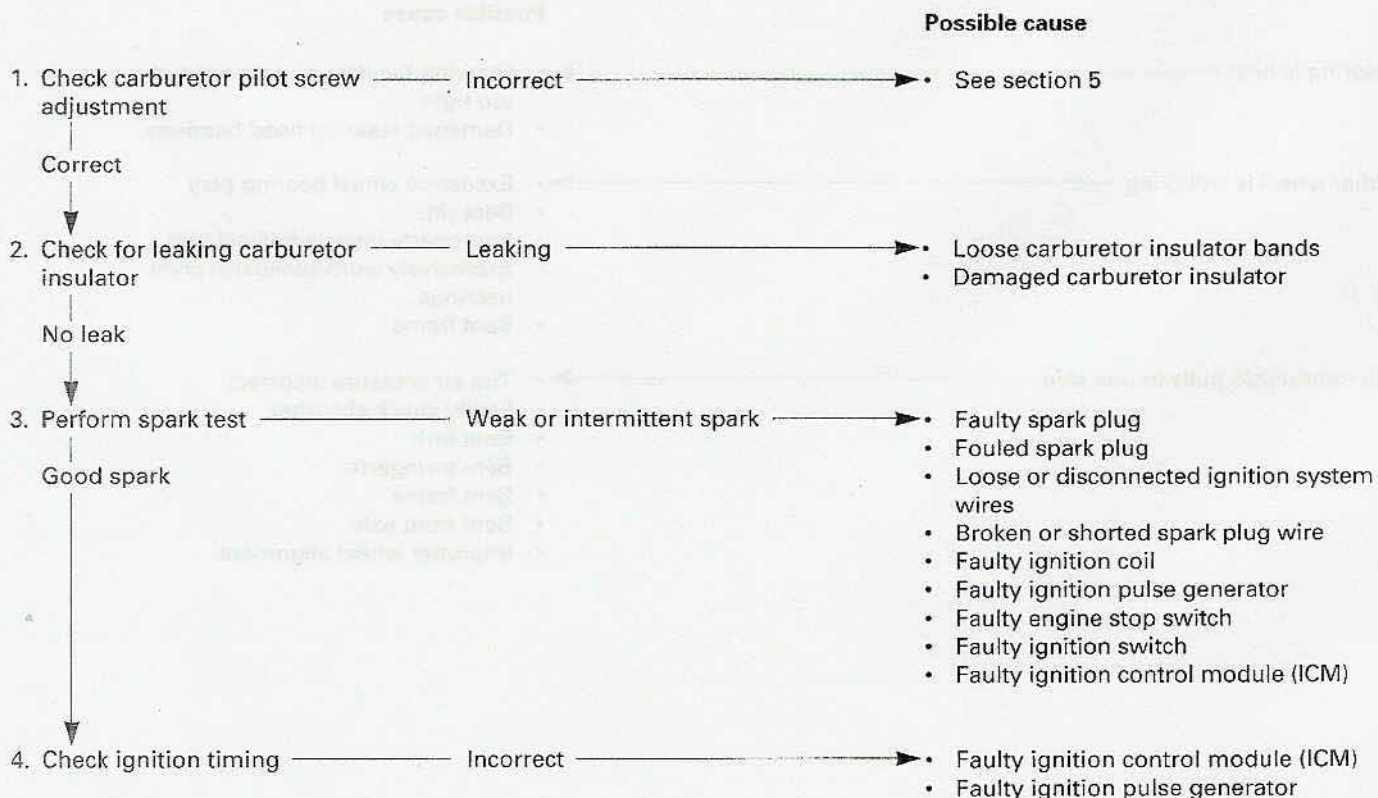 Possible cause
1. Check carburetor pilot screw adjustment
Incorrect
• See section 5
Correct
2. Check for leaking carburetor insulator
Leaking
• Loose carburetor insulator bands
• Damaged carburetor insulator
No leak
3. Perform spark test
Weak or intermittent spark
• Faulty spark plug
• Fouled spark plug
• Loose or disconnected ignition system
wires
• Broken or shorted spark plug wire
• Faulty ignition coil
• Faulty ignition pulse generator
• Faulty engine stop switch
• Faulty ignition switch
• Faulty ignition control module (ICM)
Good spark
4. Check ignition timing
Incorrect
• Faulty ignition control module (ICM)
• Faulty ignition pulse generator